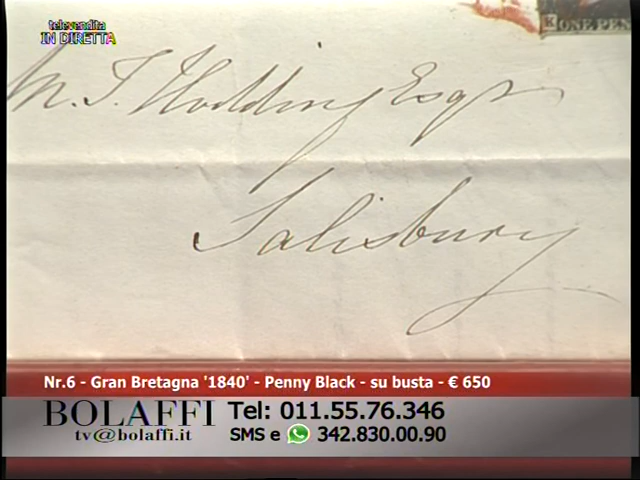 televendita
IN DIRETTA
K ONE PEN
M. T. Hodding Esqr
Salisbury
Nr.6 - Gran Bretagna '1840' - Penny Black - su busta - € 650
BOLAFFI
tv@bolaffi.it
Tel: 011.55.76.346
SMS e 342.830.00.90